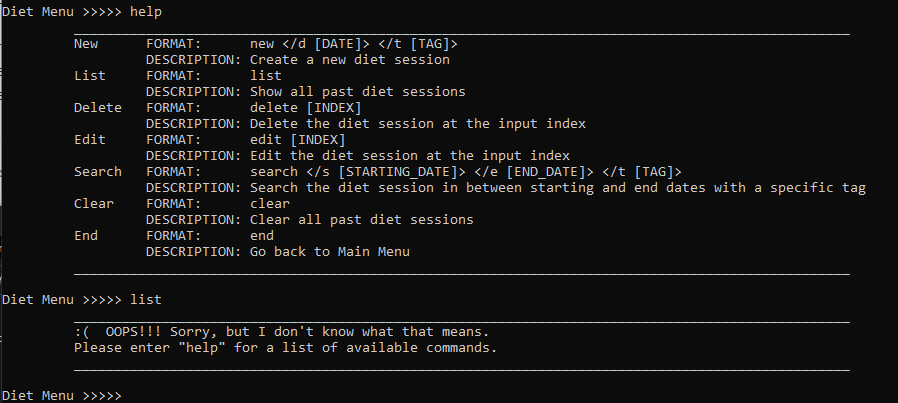 Diet Menu >>>>> help
New FORMAT: new </d [DATE]> </t [TAG]>
DESCRIPTION: Create a new diet session
List FORMAT: list
DESCRIPTION: Show all past diet sessions
Delete FORMAT: delete [INDEX]
DESCRIPTION: Delete the diet session at the input index
Edit FORMAT: edit [INDEX]
DESCRIPTION: Edit the diet session at the input index
Search FORMAT: search </s [STARTING_DATE]> </e [END_DATE]> </t [TAG]>
DESCRIPTION: Search the diet session in between starting and end dates with a specific tag
Clear FORMAT: clear
DESCRIPTION: Clear all past diet sessions
End FORMAT: end
DESCRIPTION: Go back to Main Menu
Diet Menu >>>>> list
:( OOPS!!! Sorry, but I don't know what that means.
Please enter "help" for a list of available commands.
Diet Menu >>>>>